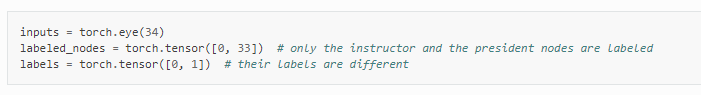 inputs = torch.eye(34)
labeled_nodes = torch.tensor([0, 33])  # only the instructor and the president nodes are labeled
labels = torch.tensor([0, 1])  # their labels are different